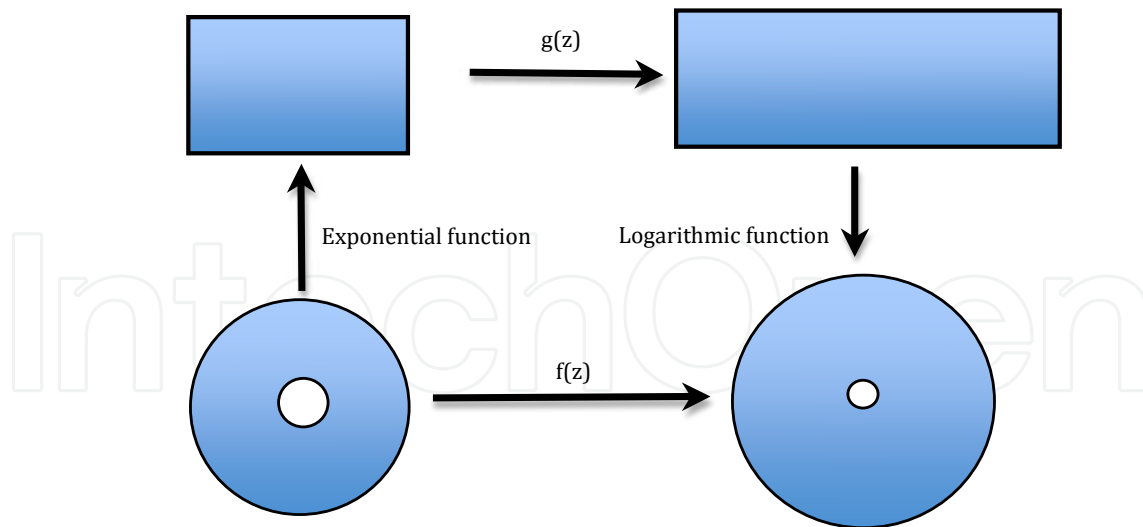 g(z)
Exponential function
Logarithmic function
IntechOpen
f(z)